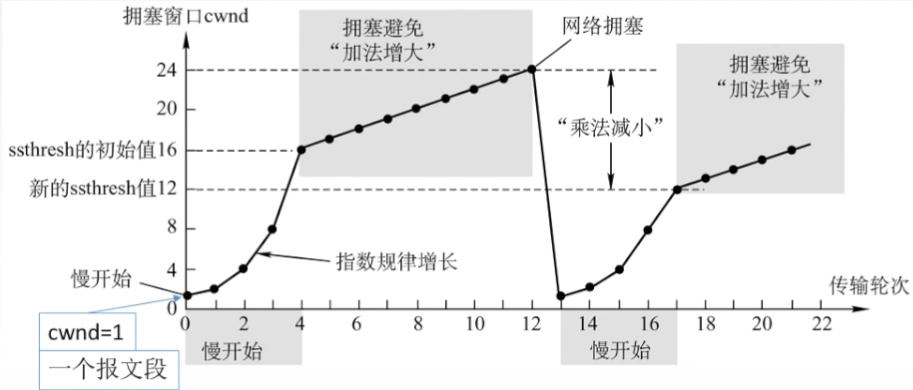 拥塞窗口cwnd
拥塞避免
“加法增大”
网络拥塞
拥塞避免
“加法增大”
24
20
ssthresh的初始值16
“乘法减小”
新的ssthresh值12
8
指数规律增长
4
慢开始
0
传输轮次
0 2 4 6 8 10 12 14 16 18 20 22
cwnd=1
一个报文段
慢开始
慢开始